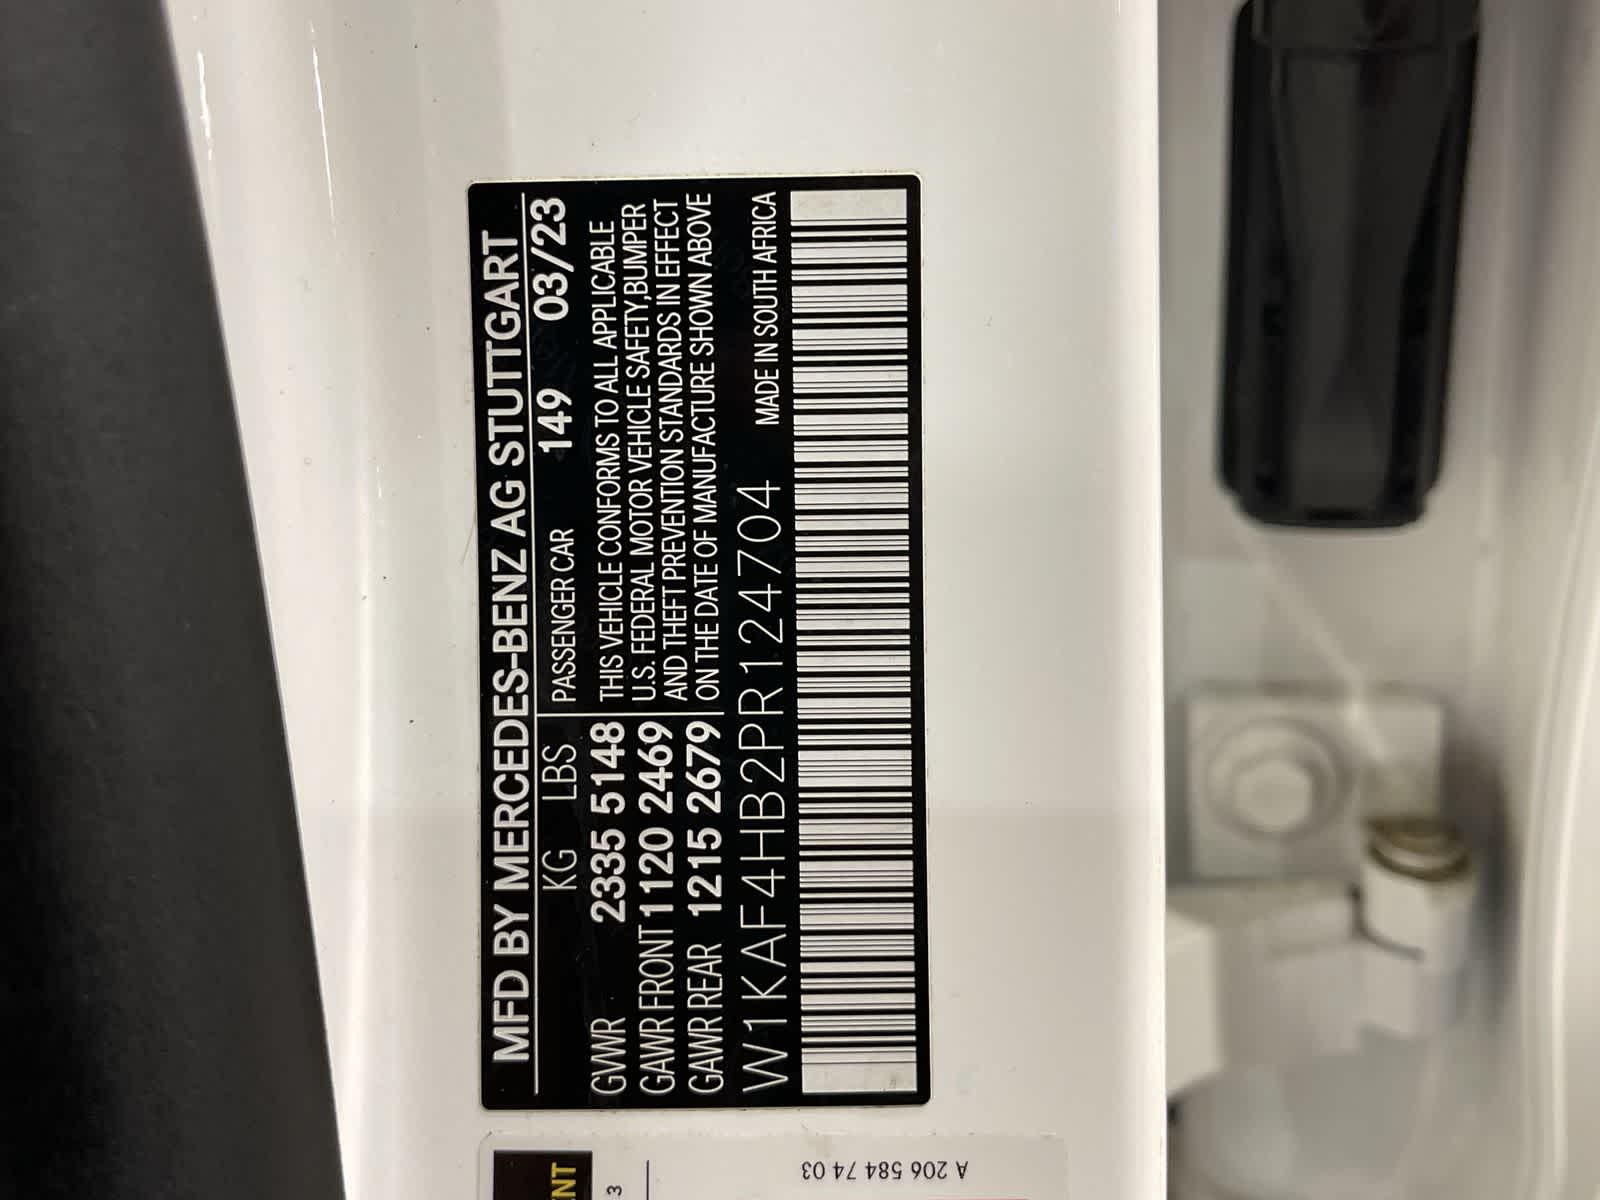 MFD BY MERCEDES-BENZ AG STUTTGART
KG LBS PASSENGER CAR 149 03/23
GVWR 2335 5148 THIS VEHICLE CONFORMS TO ALL APPLICABLE
GAWR FRONT 1120 2469 U.S. FEDERAL MOTOR VEHICLE SAFETY, BUMPER
AND THEFT PREVENTION STANDARDS IN EFFECT
GAWR REAR 1215 2679 ON THE DATE OF MANUFACTURE SHOWN ABOVE
W1KAF4HB2PR124704 MADE IN SOUTH AFRICA
A 206 584 74 03